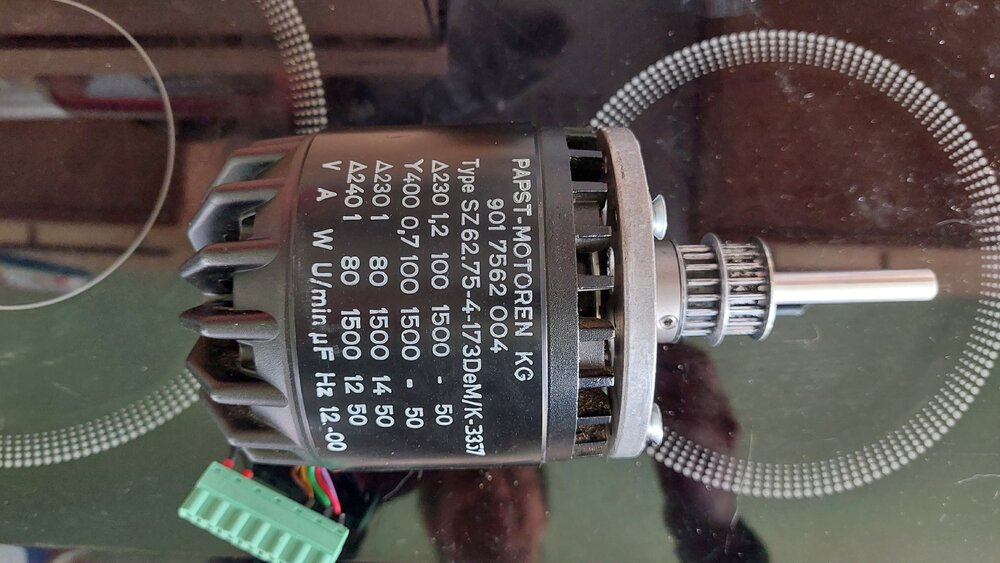 PAPST-MOTOREN KG
901 7562 004
Type SZ62.75-4-173DeM/K-3337
Δ230 1,2 100 1500 - 50
Y400 0,7 100 1500 - 50
Δ230 1 80 1500 14 50
Δ240 1 80 1500 12 50
V A W U/min µF Hz 12-00